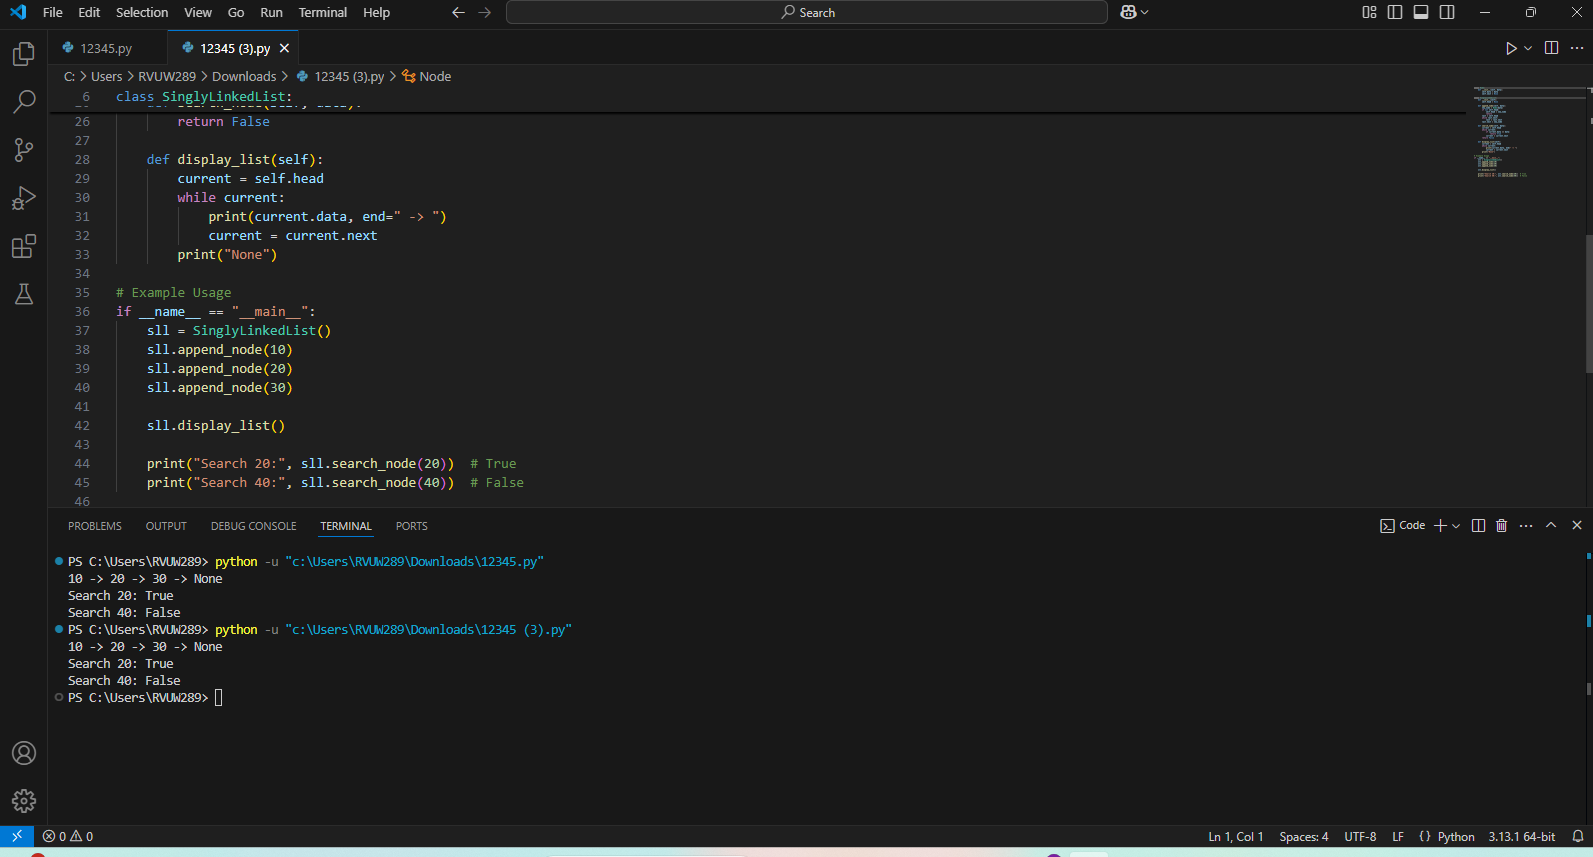 File Edit Selection View Go Run Terminal Help Search
12345.py 12345 (3).py
C: > Users > RVUW289 > Downloads > 12345 (3).py > Node
6 class SinglyLinkedList:
26 return False
27
28 def display_list(self):
29 current = self.head
30 while current:
31 print(current.data, end=" -> ")
32 current = current.next
33 print("None")
34
35 # Example Usage
36 if __name__ == "__main__":
37 sll = SinglyLinkedList()
38 sll.append_node(10)
39 sll.append_node(20)
40 sll.append_node(30)
41
42 sll.display_list()
43
44 print("Search 20:", sll.search_node(20)) # True
45 print("Search 40:", sll.search_node(40)) # False
46
PROBLEMS OUTPUT DEBUG CONSOLE TERMINAL PORTS Code
PS C:\Users\RVUW289> python -u "c:\Users\RVUW289\Downloads\12345.py"
10 -> 20 -> 30 -> None
Search 20: True
Search 40: False
PS C:\Users\RVUW289> python -u "c:\Users\RVUW289\Downloads\12345 (3).py"
10 -> 20 -> 30 -> None
Search 20: True
Search 40: False
PS C:\Users\RVUW289>
0 0 Ln 1, Col 1 Spaces: 4 UTF-8 LF {} Python 3.13.1 64-bit